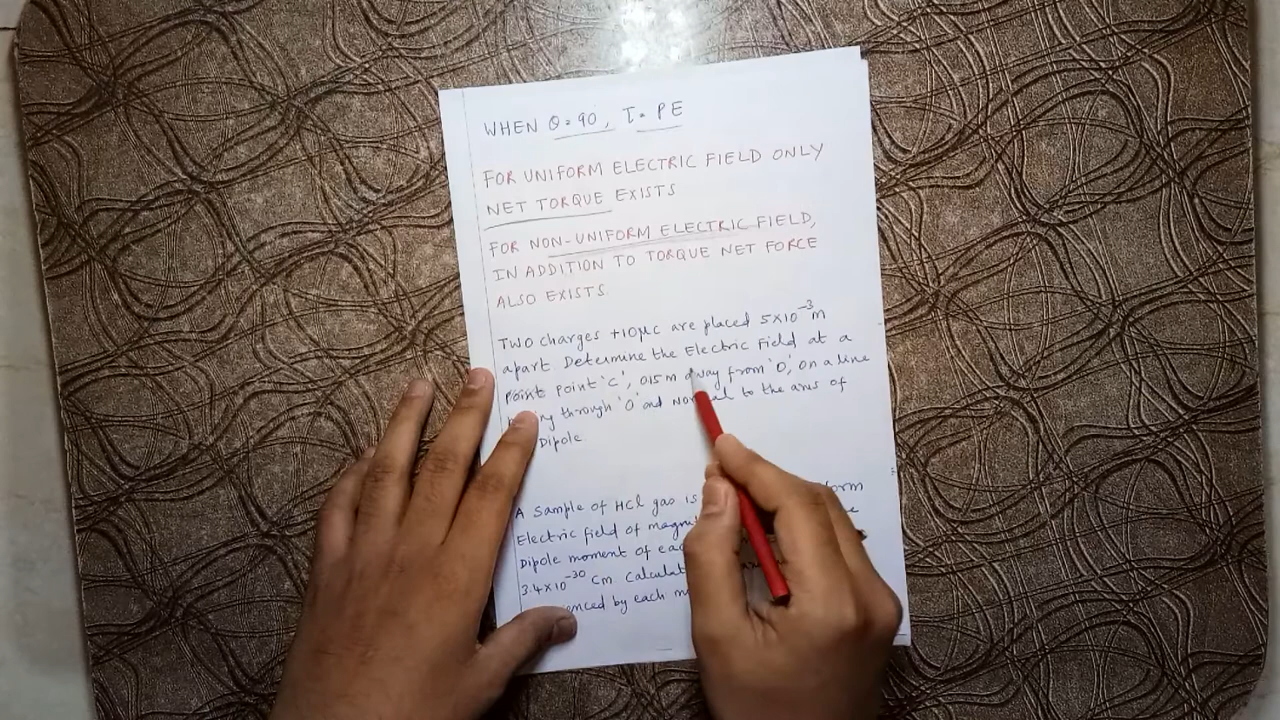 WHEN θ=90, τ= PE
FOR UNIFORM ELECTRIC FIELD ONLY
NET TORQUE EXISTS
FOR NON-UNIFORM ELECTRIC FIELD,
IN ADDITION TO TORQUE NET FORCE
ALSO EXISTS
TWO charges +10μc are placed 5×10⁻³m
apart Determine the Electric Field at a
point point 'C', 015m away from 'O', on a line
through 'O' and Normal to the axis of
Dipole
A Sample of HCl gas is
Electric field of
Dipole moment of
3.4×10⁻³⁰ Cm
by each